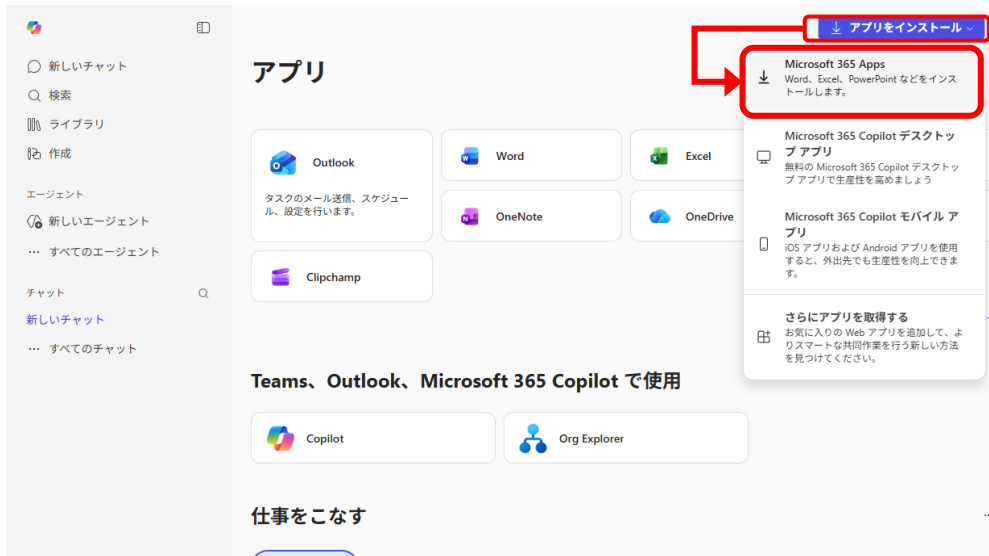 新しいチャット
検索
ライブラリ
作成
エージェント
新しいエージェント
すべてのエージェント
チャット
新しいチャット
すべてのチャット
アプリ
Outlook
タスクのメール送信、スケジュー
ル、設定を行います。
Word
Excel
OneNote
OneDrive
Clipchamp
Teams、Outlook、Microsoft 365 Copilot で使用
Copilot
Org Explorer
仕事をこなす
アプリをインストール
Microsoft 365 Apps
Word、Excel、PowerPoint などをインス
トールします。
Microsoft 365 Copilot デスクトッ
プ アプリ
無料の Microsoft 365 Copilot デスクトッ
プ アプリで生産性を高めましょう
Microsoft 365 Copilot モバイル ア
プリ
iOS アプリおよび Android アプリを使用
すると、外出先でも生産性を向上できま
す。
さらにアプリを取得する
お気に入りの Web アプリを追加して、よ
りスマートな共同作業を行う新しい方法
を見つけてください。